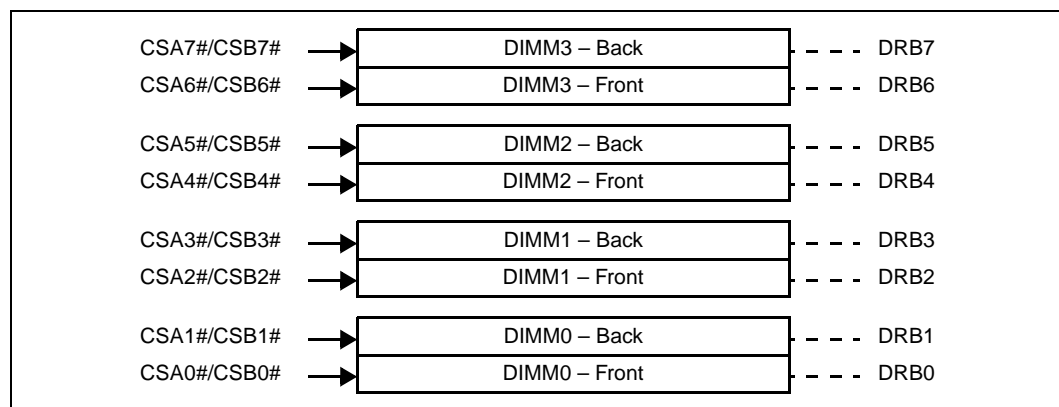 CSA7#/CSB7# DIMM3 – Back DRB7
CSA6#/CSB6# DIMM3 – Front DRB6
CSA5#/CSB5# DIMM2 – Back DRB5
CSA4#/CSB4# DIMM2 – Front DRB4
CSA3#/CSB3# DIMM1 – Back DRB3
CSA2#/CSB2# DIMM1 – Front DRB2
CSA1#/CSB1# DIMM0 – Back DRB1
CSA0#/CSB0# DIMM0 – Front DRB0